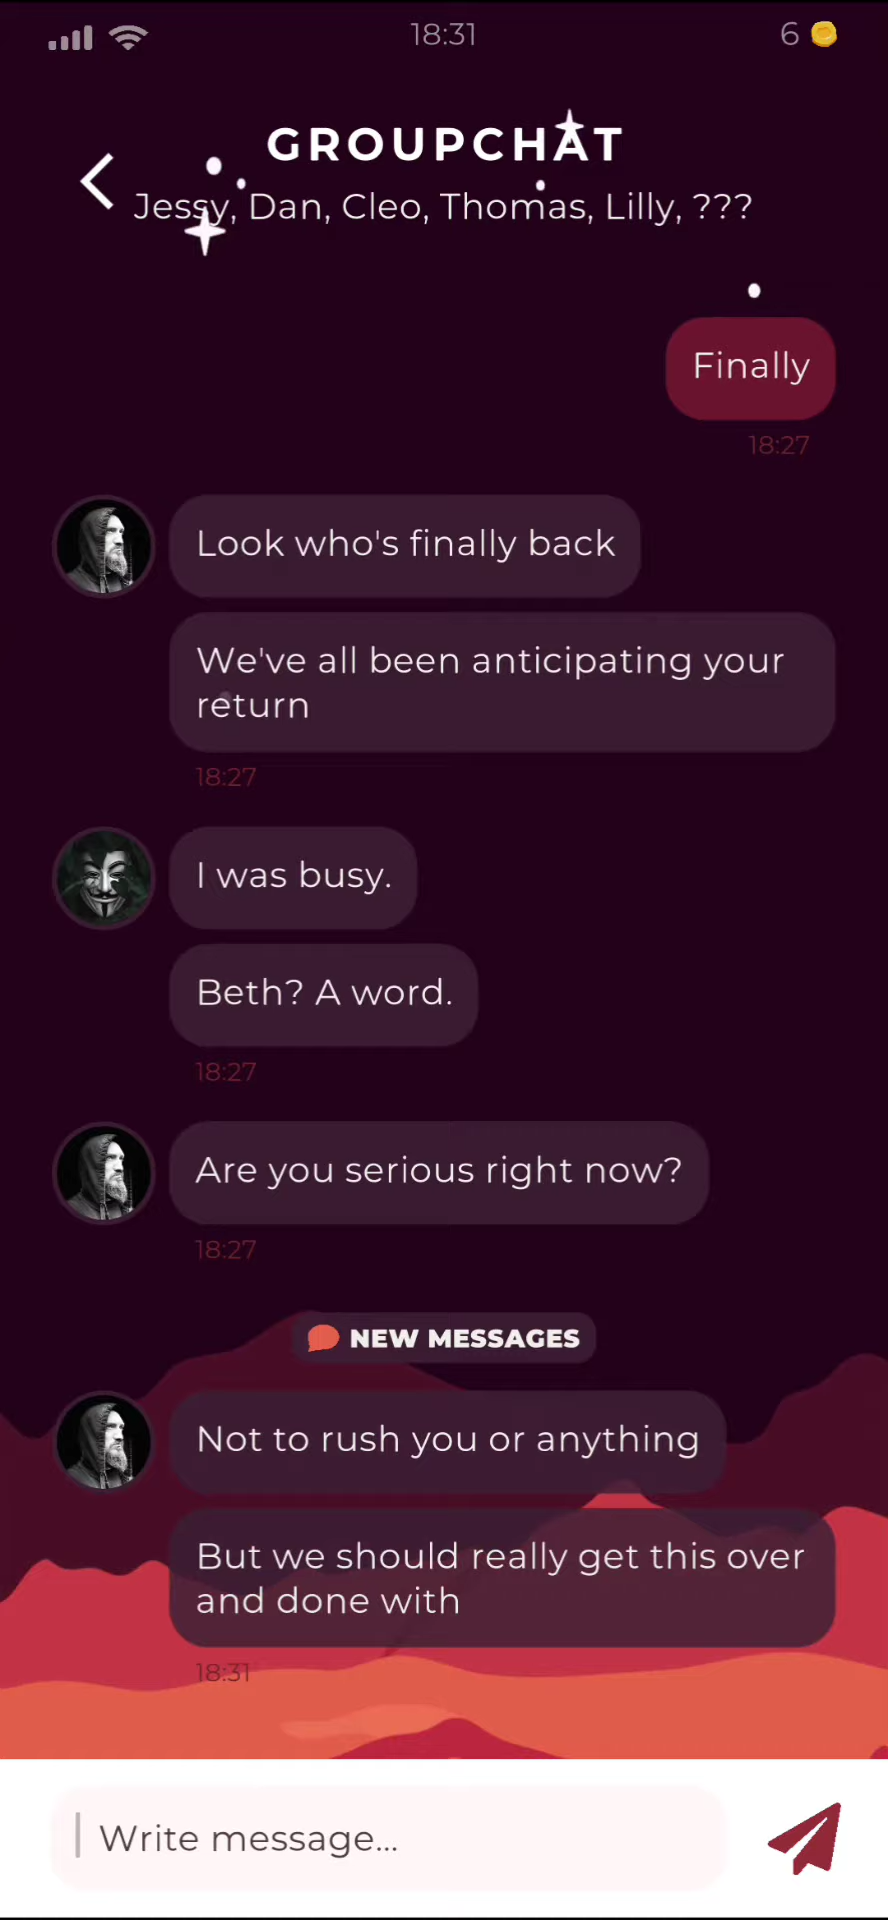 18:31
6
GROUPCHAT
Jessy, Dan, Cleo, Thomas, Lilly, ???
Finally
18:27
Look who's finally back
We've all been anticipating your
return
18:27
I was busy.
Beth? A word.
18:27
Are you serious right now?
18:27
NEW MESSAGES
Not to rush you or anything
But we should really get this over
and done with
18:31
Write message...